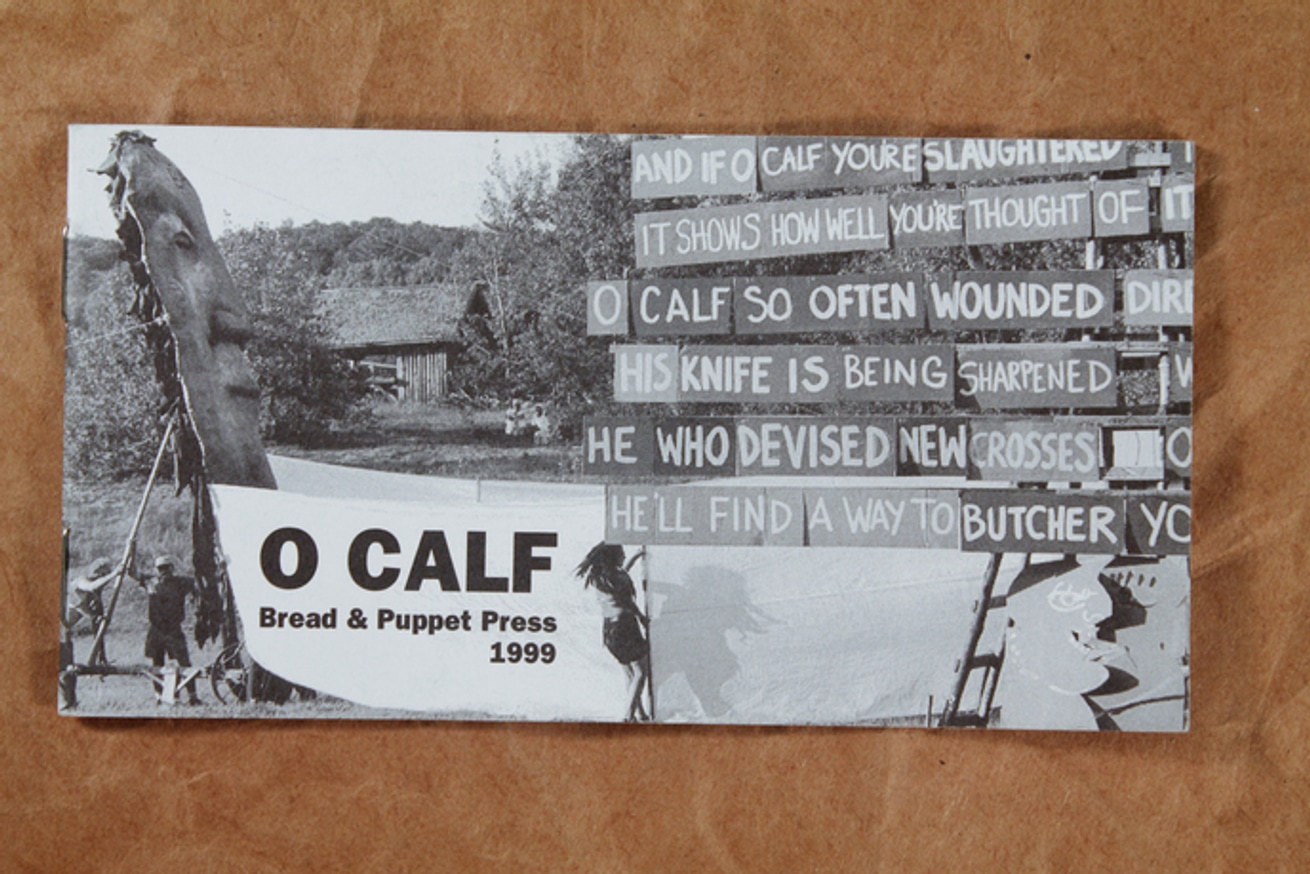 AND IF O CALF YOU'RE SLAUGHTERED
IT SHOWS HOW WELL YOU'RE THOUGHT OF IT
O CALF SO OFTEN WOUNDED
HIS KNIFE IS BEING SHARPENED
HE WHO DEVISED NEW CROSSES
HE'LL FIND A WAY TO BUTCHER
O CALF
Bread & Puppet Press
1999